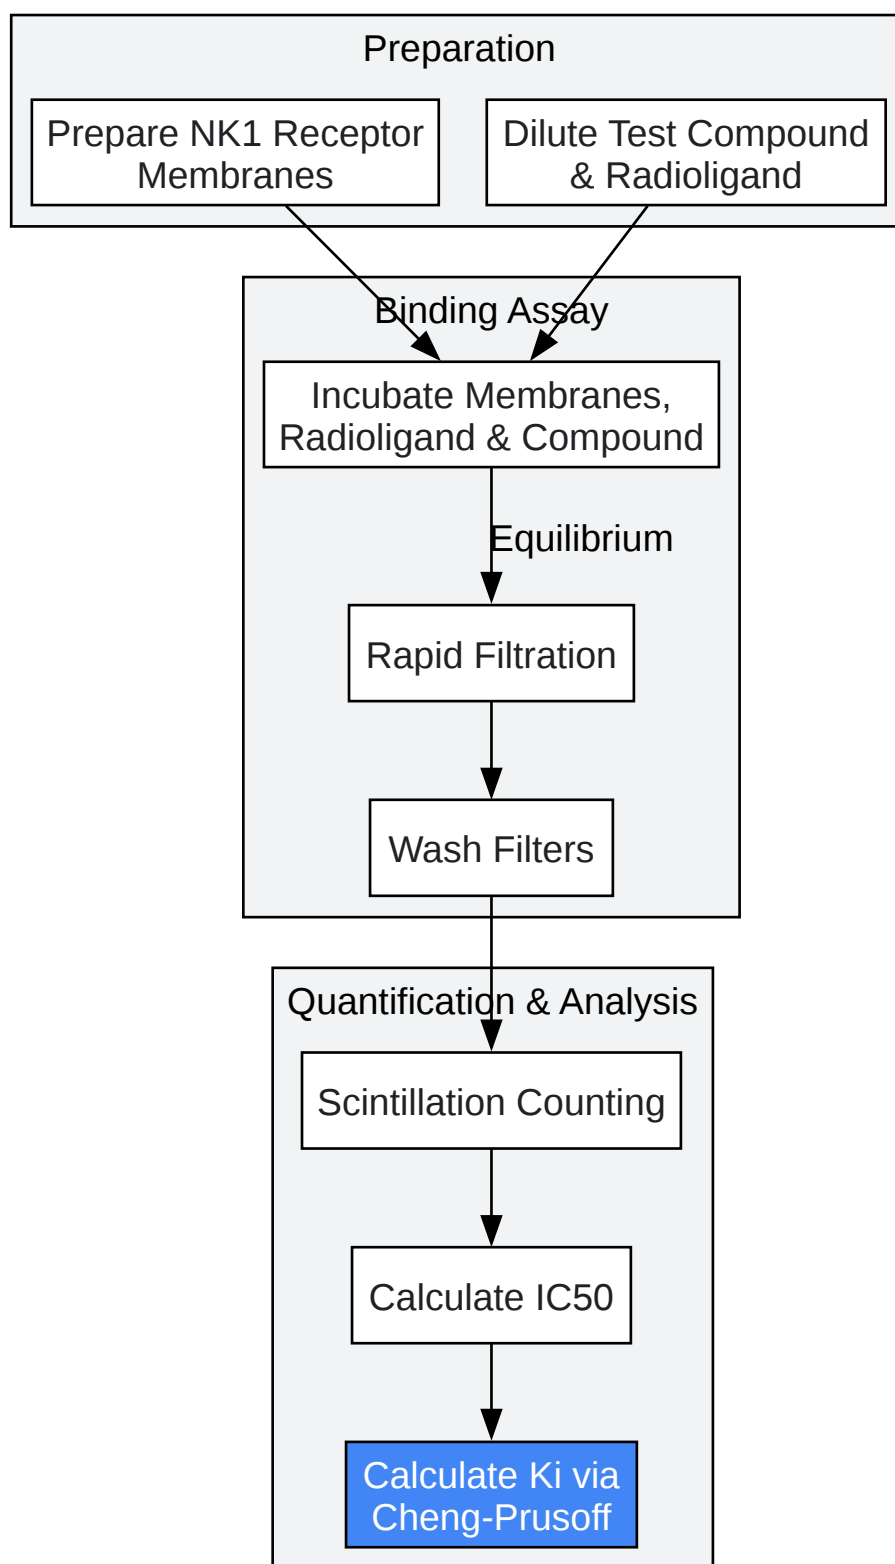 Preparation
Prepare NK1 Receptor
Membranes
Dilute Test Compound
& Radioligand
Binding Assay
Incubate Membranes,
Radioligand & Compound
Equilibrium
Rapid Filtration
Wash Filters
Quantification & Analysis
Scintillation Counting
Calculate IC50
Calculate Ki via
Cheng-Prusoff